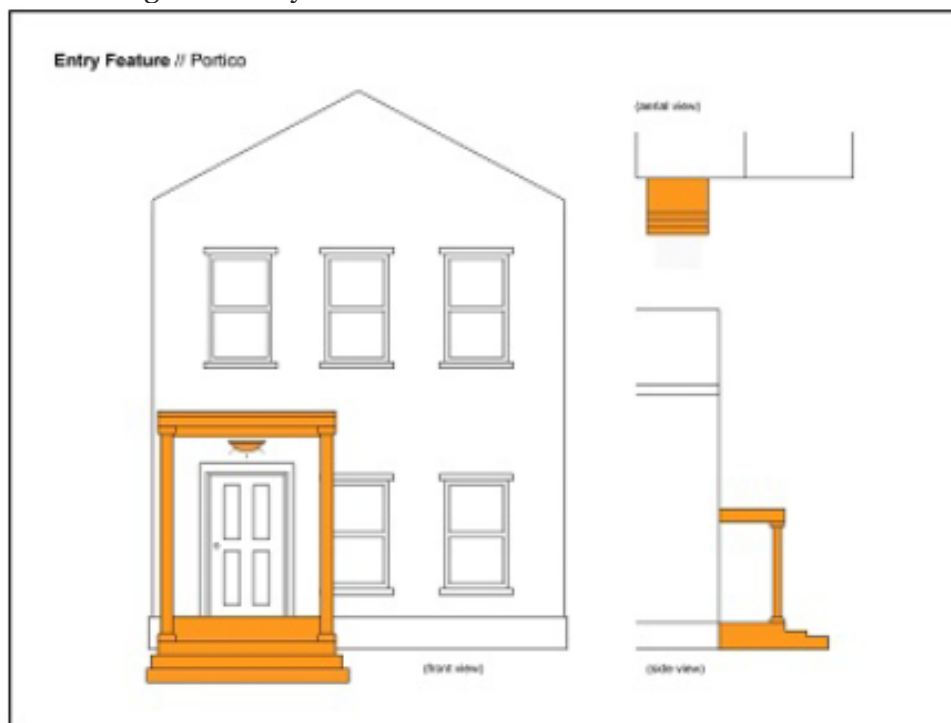 Entry Feature // Portico
(aerial view)
(front view)
(side view)